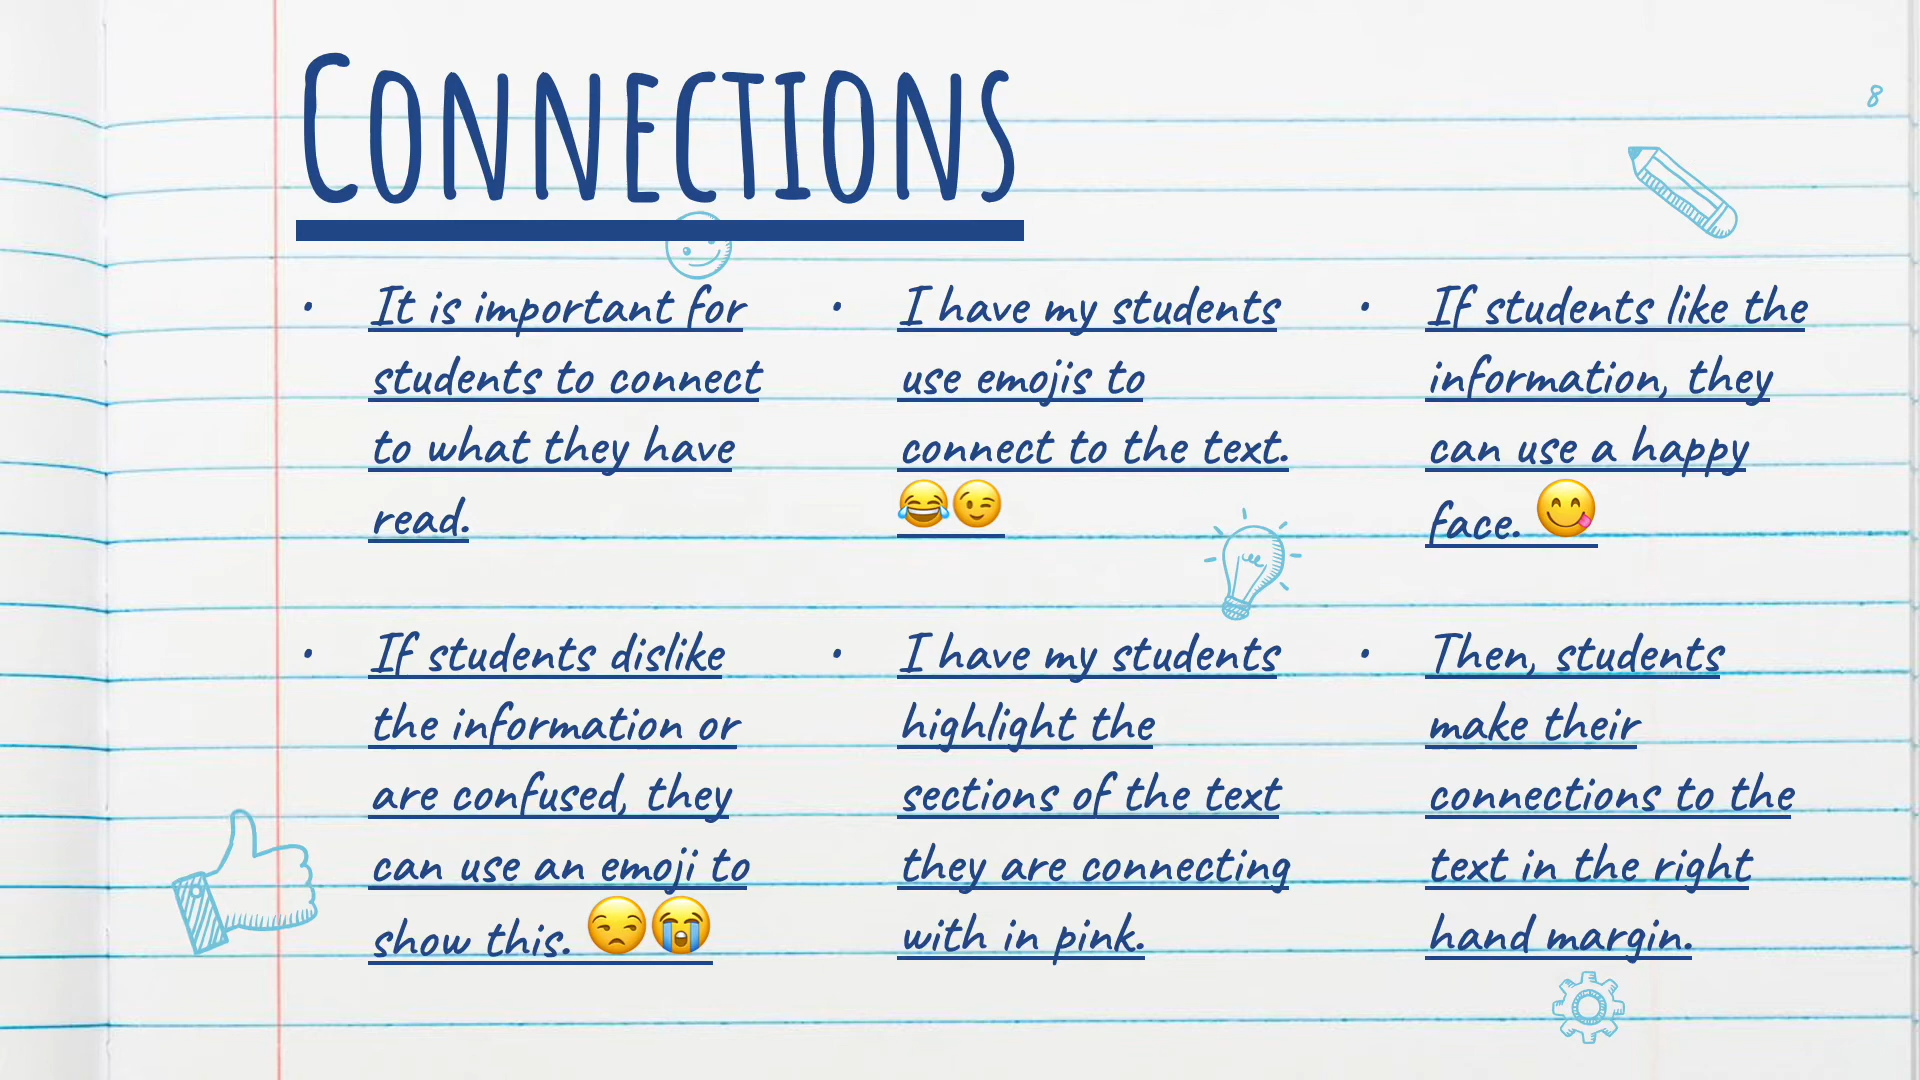 Connections
8
• It is important for
students to connect
to what they have
read.
• I have my students
use emojis to
connect to the text.
😂😉
• If students like the
information, they
can use a happy
face. 😋
• If students dislike
the information or
are confused, they
can use an emoji to
show this. 😒😭
• I have my students
highlight the
sections of the text
they are connecting
with in pink.
• Then, students
make their
connections to the
text in the right
hand margin.